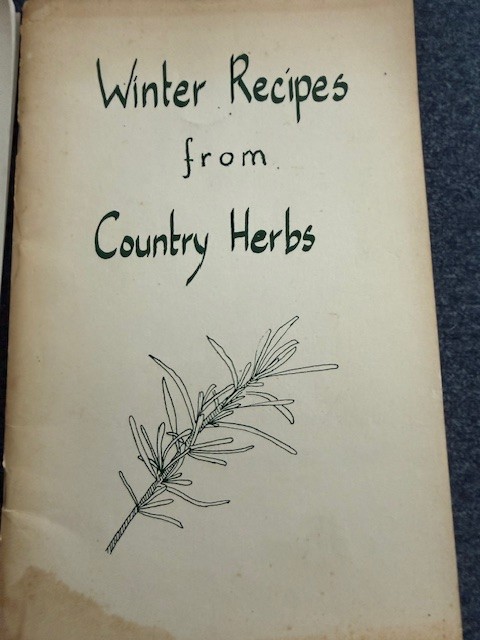 Winter Recipes
from
Country Herbs